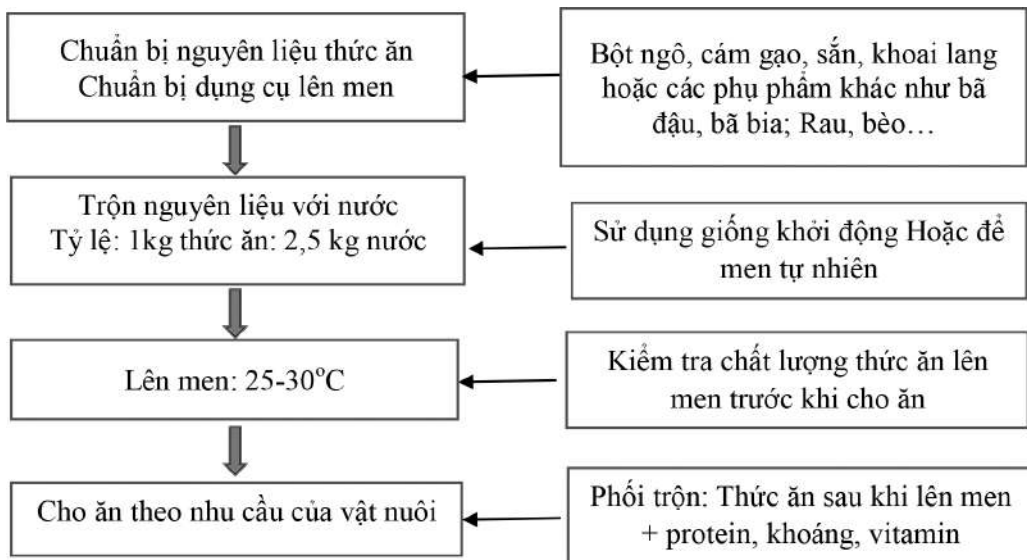 Chuẩn bị nguyên liệu thức ăn
Chuẩn bị dụng cụ lên men
Bột ngô, cám gạo, sắn, khoai lang
hoặc các phụ phẩm khác như bã
đậu, bã bia; Rau, bèo…
Trộn nguyên liệu với nước
Tỷ lệ: 1kg thức ăn: 2,5 kg nước
Sử dụng giống khởi động Hoặc để
men tự nhiên
Lên men: 25-30°C
Kiểm tra chất lượng thức ăn lên
men trước khi cho ăn
Cho ăn theo nhu cầu của vật nuôi
Phối trộn: Thức ăn sau khi lên men
+ protein, khoáng, vitamin